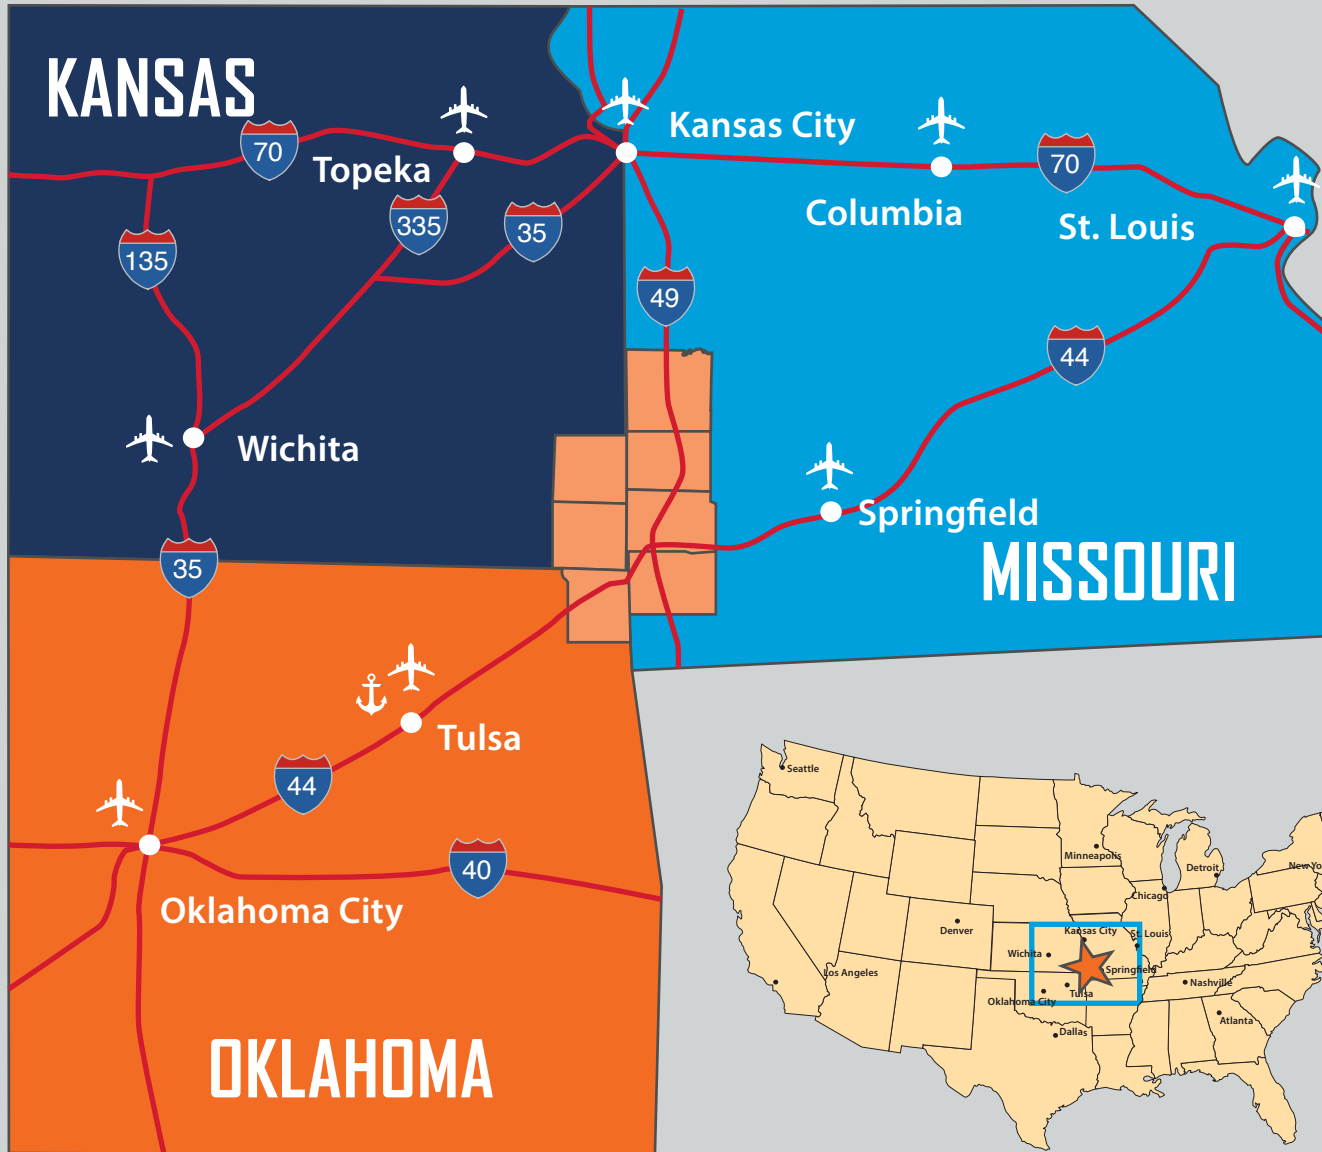 KANSAS
Kansas City
70
Topeka
70
335
35
Columbia
St. Louis
135
49
44
Wichita
Springfield
35
MISSOURI
Tulsa
44
40
Oklahoma City
OKLAHOMA
Seattle
Minneapolis
Detroit
New Yo
Chicago
Denver
Kansas City
St. Louis
Wichita
Los Angeles
Springfield
Nashville
Tulsa
Oklahoma City
Atlanta
Dallas